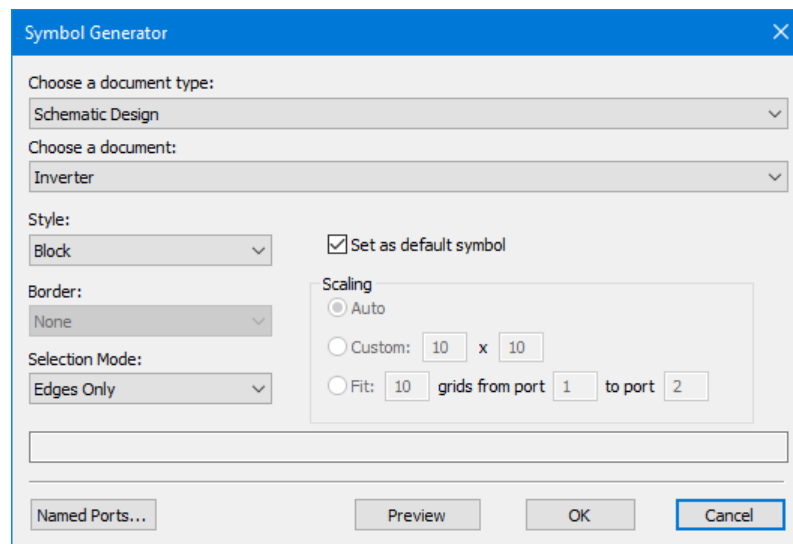 Symbol Generator
Choose a document type:
Schematic Design
Choose a document:
Inverter
Style:
Block
Set as default symbol
Border:
None
Scaling
Auto
Custom: 10 x 10
Selection Mode:
Edges Only
Fit: 10 grids from port 1 to port 2
Named Ports... Preview OK Cancel